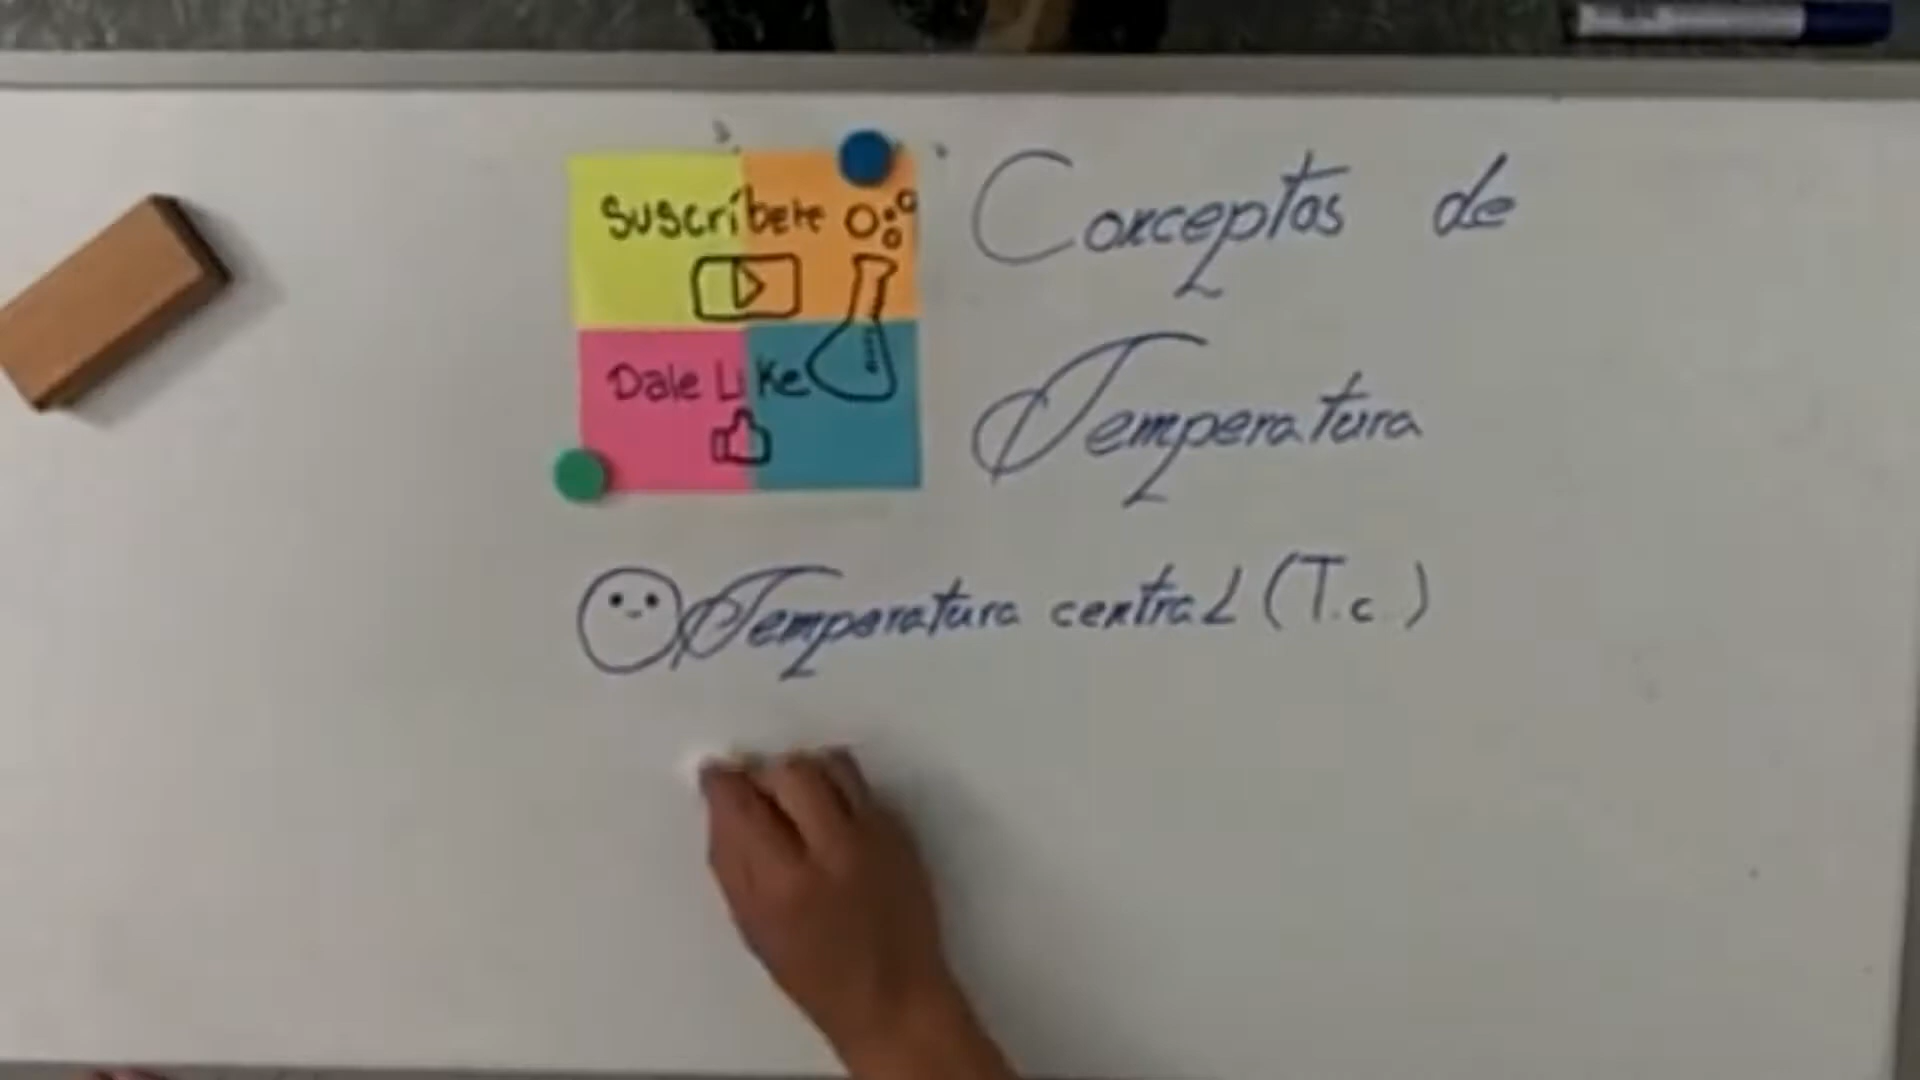 Suscríbete
Dale Like
Conceptos de
Temperatura
Temperatura central (T.c.)